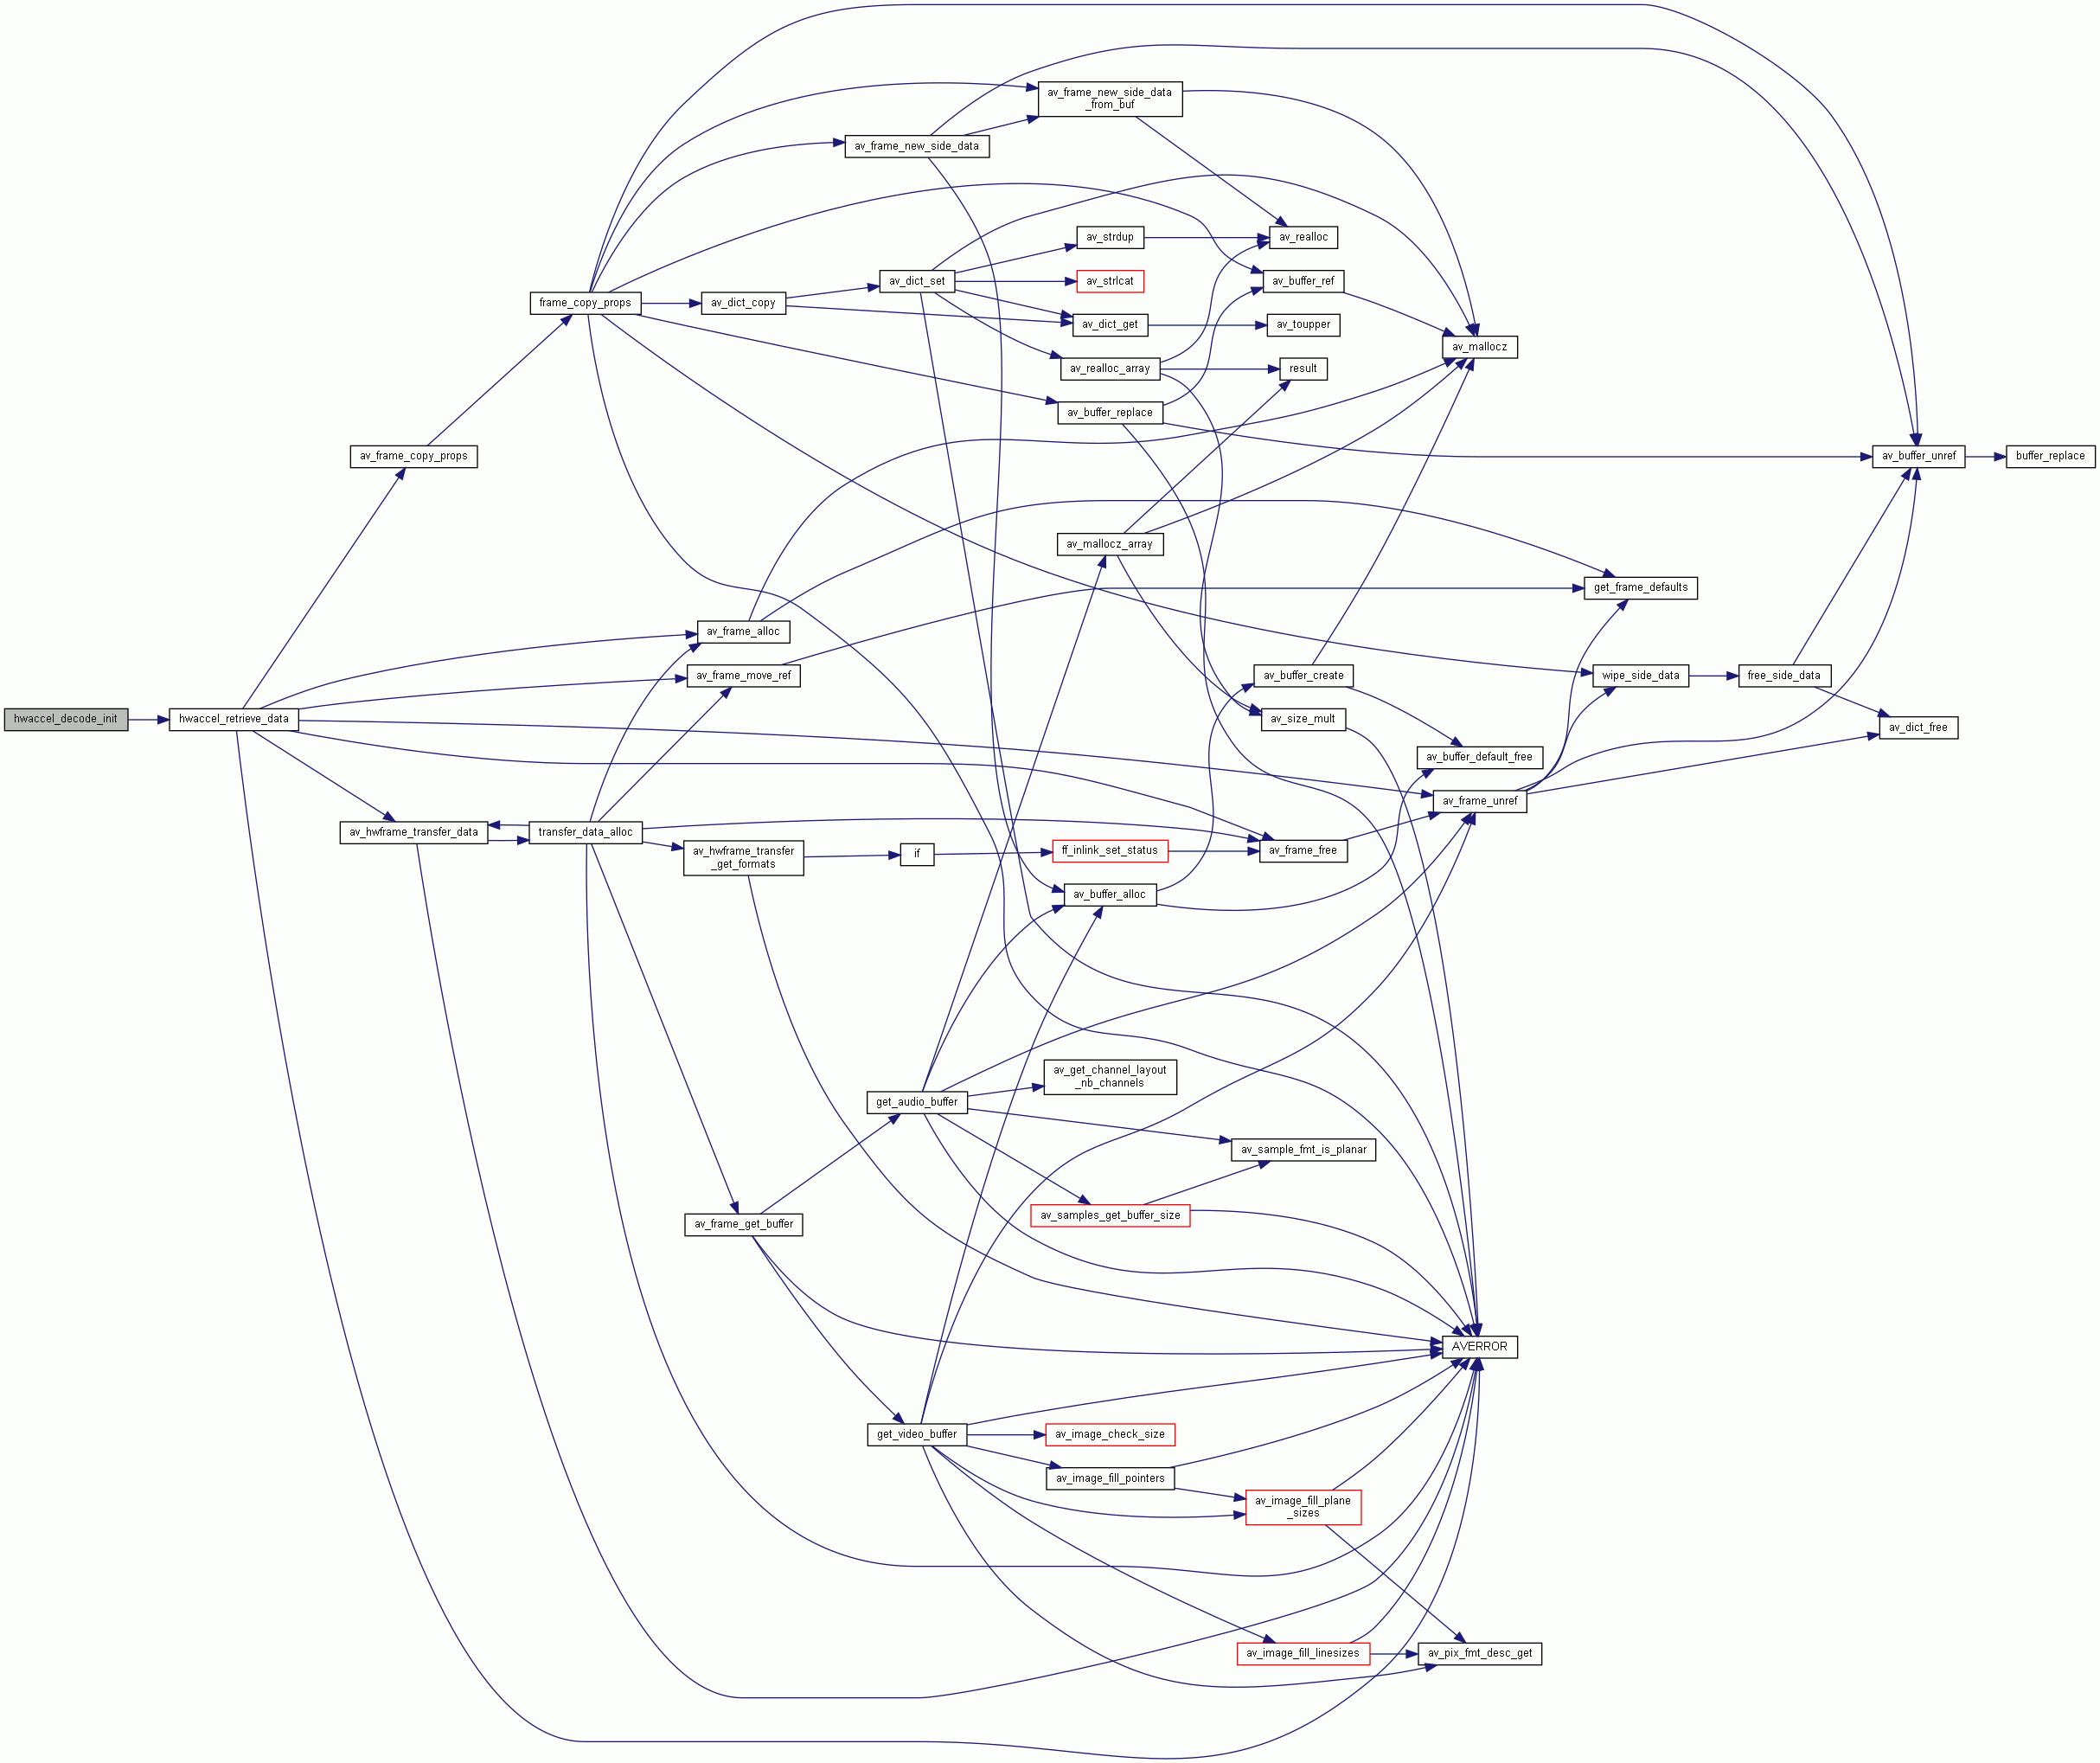 av_frame_new_side_data
_from_buf
av_frame_new_side_data
av_strdup
av_realloc
av_dict_set
av_strlcat
av_buffer_ref
frame_copy_props
av_dict_copy
av_dict_get
av_toupper
av_mallocz
av_realloc_array
result
av_buffer_replace
av_frame_copy_props
av_buffer_unref
buffer_replace
av_mallocz_array
get_frame_defaults
av_frame_alloc
av_frame_move_ref
av_buffer_create
wipe_side_data
free_side_data
hwaccel_decode_init
hwaccel_retrieve_data
av_size_mult
av_dict_free
av_buffer_default_free
av_frame_unref
av_hwframe_transfer_data
transfer_data_alloc
av_hwframe_transfer
_get_formats
if
ff_inlink_set_status
av_frame_free
av_buffer_alloc
av_get_channel_layout
_nb_channels
get_audio_buffer
av_sample_fmt_is_planar
av_samples_get_buffer_size
av_frame_get_buffer
AVERROR
get_video_buffer
av_image_check_size
av_image_fill_pointers
av_image_fill_plane
_sizes
av_image_fill_linesizes
av_pix_fmt_desc_get